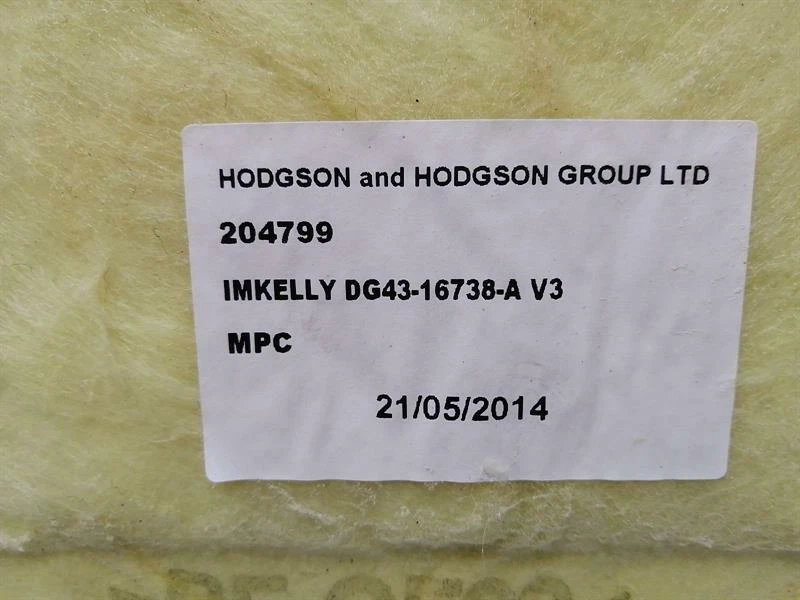 HODGSON and HODGSON GROUP LTD
204799
IMKELLY DG43-16738-A V3
MPC
21/05/2014